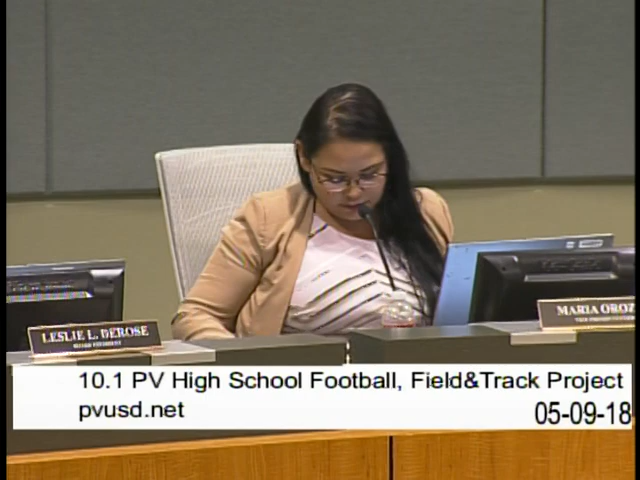 LESLIE L. DEROSE
MARIA OROZ
10.1 PV High School Football, Field&Track Project
pvusd.net
05-09-18